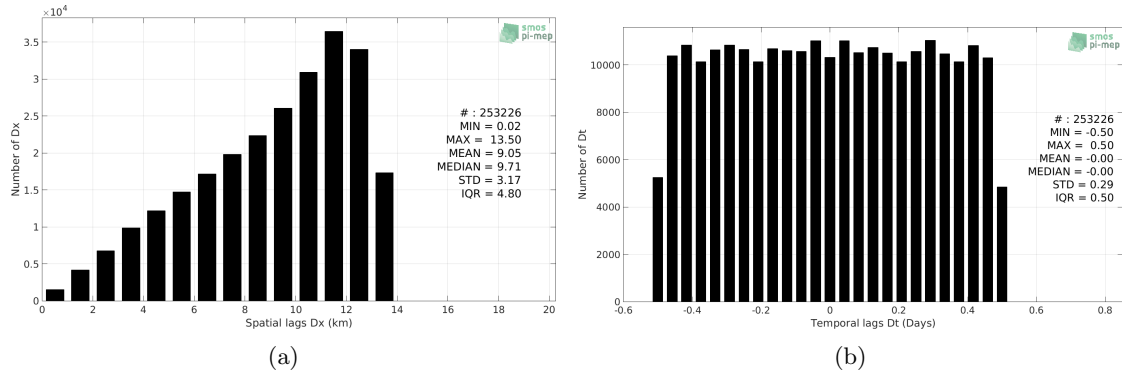 ×10⁴
smos
pi-mep
3.5
3
2.5
2
1.5
1
0.5
0
Number of Dx
# : 253226
MIN = 0.02
MAX = 13.50
MEAN = 9.05
MEDIAN = 9.71
STD = 3.17
IQR = 4.80
0 2 4 6 8 10 12 14 16 18 20
Spatial lags Dx (km)
(a)
smos
pi-mep
10000
8000
6000
4000
2000
0
Number of Dt
# : 253226
MIN = -0.50
MAX = 0.50
MEAN = -0.00
MEDIAN = -0.00
STD = 0.29
IQR = 0.50
-0.6 -0.4 -0.2 0 0.2 0.4 0.6 0.8
Temporal lags Dt (Days)
(b)